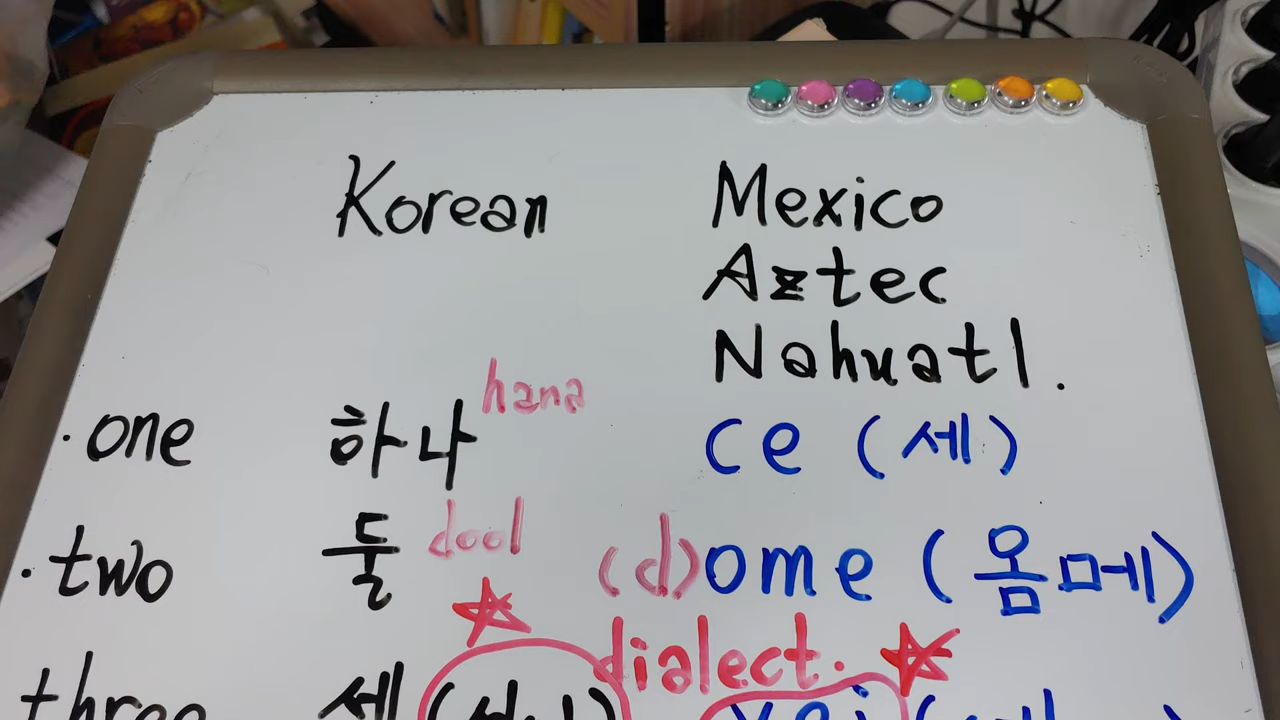 Korean Mexico
Aztec
Nahuatl.
· one 하나 hana ce (세)
· two 둘 dool (d)ome (옴메)
dialect.
three 세